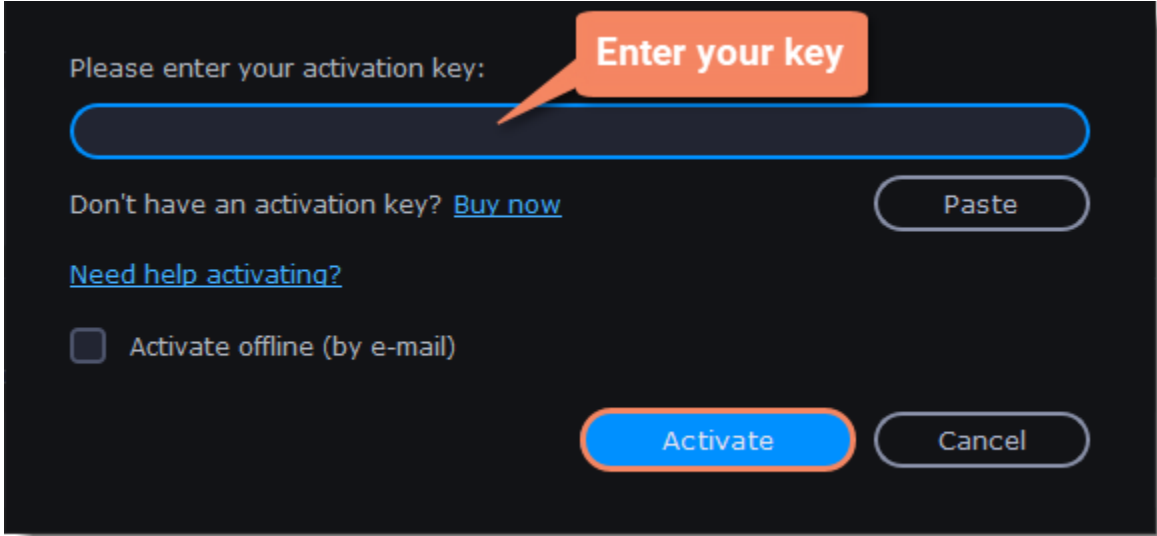 Enter your key
Please enter your activation key:
Don't have an activation key? Buy now
Paste
Need help activating?
Activate offline (by e-mail)
Activate
Cancel